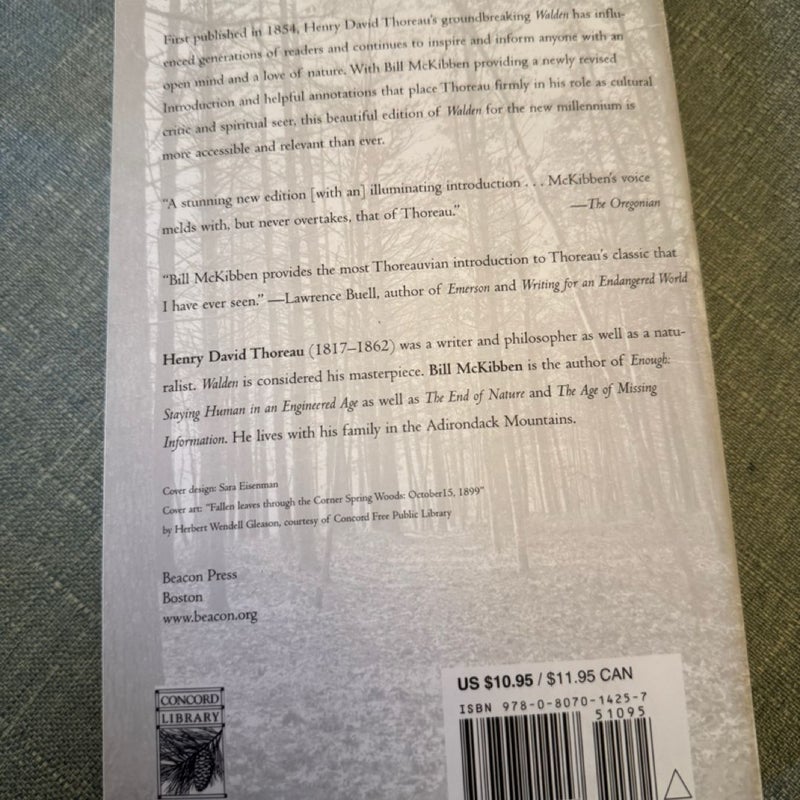 First published in 1854, Henry David Thoreau's groundbreaking Walden has influ-
enced generations of readers and continues to inspire and inform anyone with an
open mind and a love of nature. With Bill McKibben providing a newly revised
Introduction and helpful annotations that place Thoreau firmly in his role as cultural
critic and spiritual seer, this beautiful edition of Walden for the new millennium is
more accessible and relevant than ever.
"A stunning new edition [with an] illuminating introduction . . . McKibben's voice
melds with, but never overtakes, that of Thoreau." —The Oregonian
"Bill McKibben provides the most Thoreauvian introduction to Thoreau's classic that
I have ever seen." —Lawrence Buell, author of Emerson and Writing for an Endangered World
Henry David Thoreau (1817–1862) was a writer and philosopher as well as a natu-
ralist. Walden is considered his masterpiece. Bill McKibben is the author of Enough:
Staying Human in an Engineered Age as well as The End of Nature and The Age of Missing
Information. He lives with his family in the Adirondack Mountains.
Cover design: Sara Eisenman
Cover art: "Fallen leaves through the Corner Spring Woods: October15, 1899"
by Herbert Wendell Gleason, courtesy of Concord Free Public Library
Beacon Press
Boston
www.beacon.org
CONCORD
LIBRARY
US $10.95 / $11.95 CAN
ISBN 978-0-8070-1425-7
51095